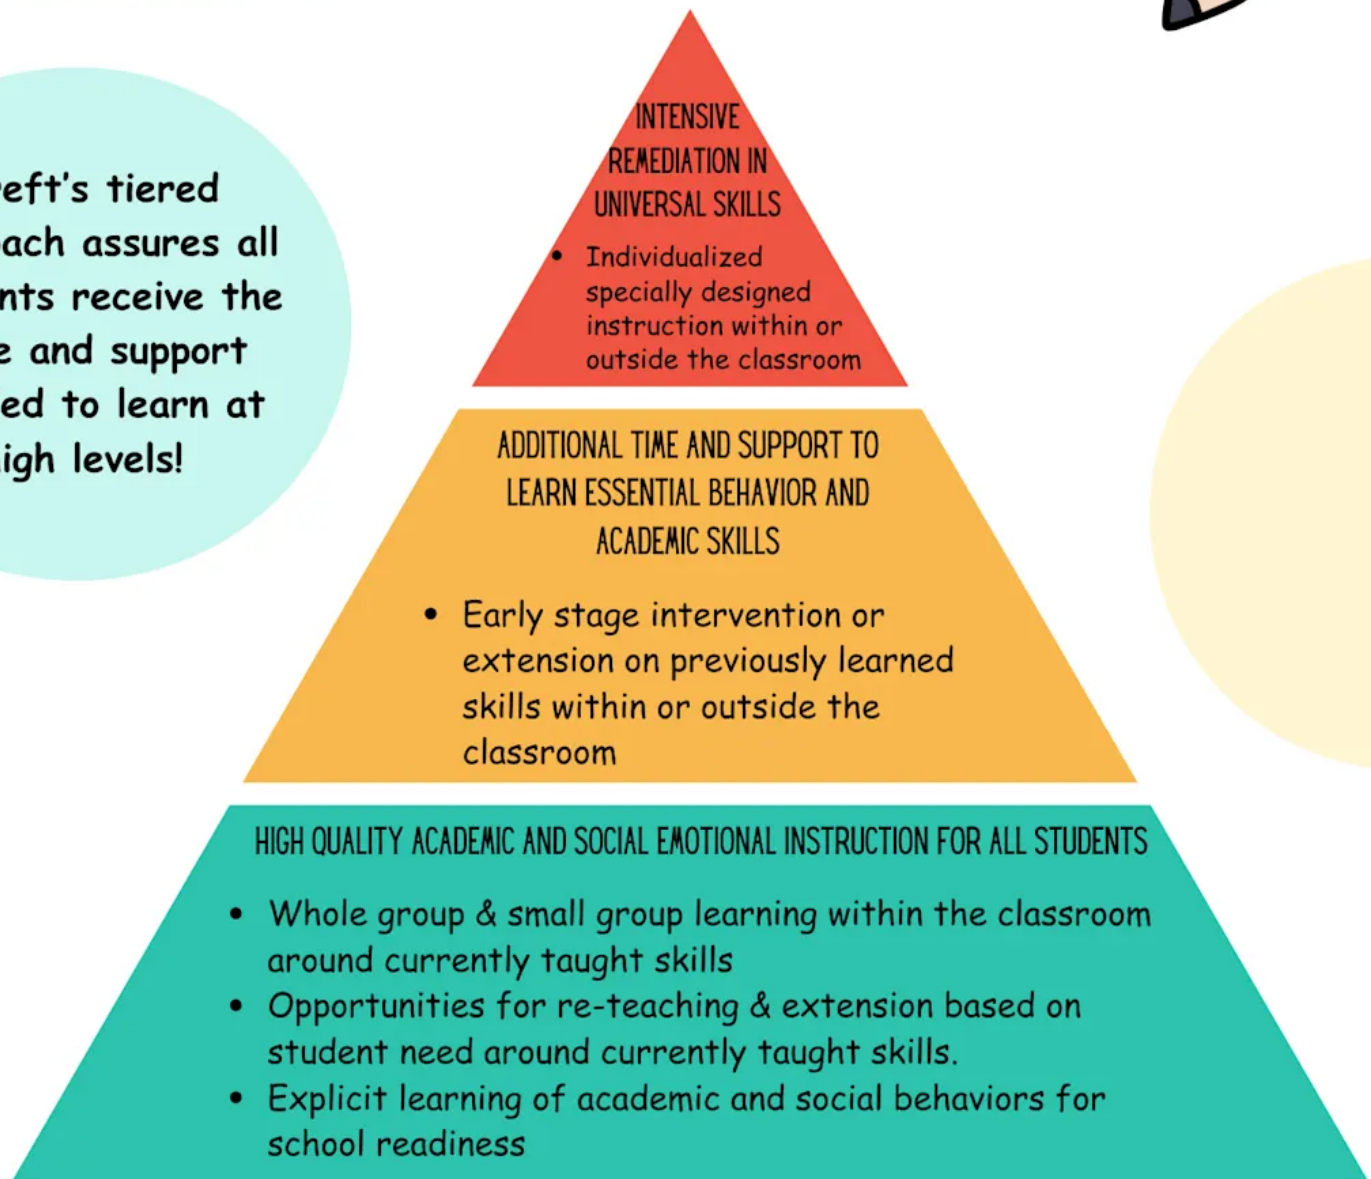 tiered
assures all
receive the
and support
to learn at
levels!
INTENSIVE
REMEDIATION IN
UNIVERSAL SKILLS
• Individualized
specially designed
instruction within or
outside the classroom
ADDITIONAL TIME AND SUPPORT TO
LEARN ESSENTIAL BEHAVIOR AND
ACADEMIC SKILLS
• Early stage intervention or
extension on previously learned
skills within or outside the
classroom
HIGH QUALITY ACADEMIC AND SOCIAL EMOTIONAL INSTRUCTION FOR ALL STUDENTS
• Whole group & small group learning within the classroom
around currently taught skills
• Opportunities for re-teaching & extension based on
student need around currently taught skills.
• Explicit learning of academic and social behaviors for
school readiness